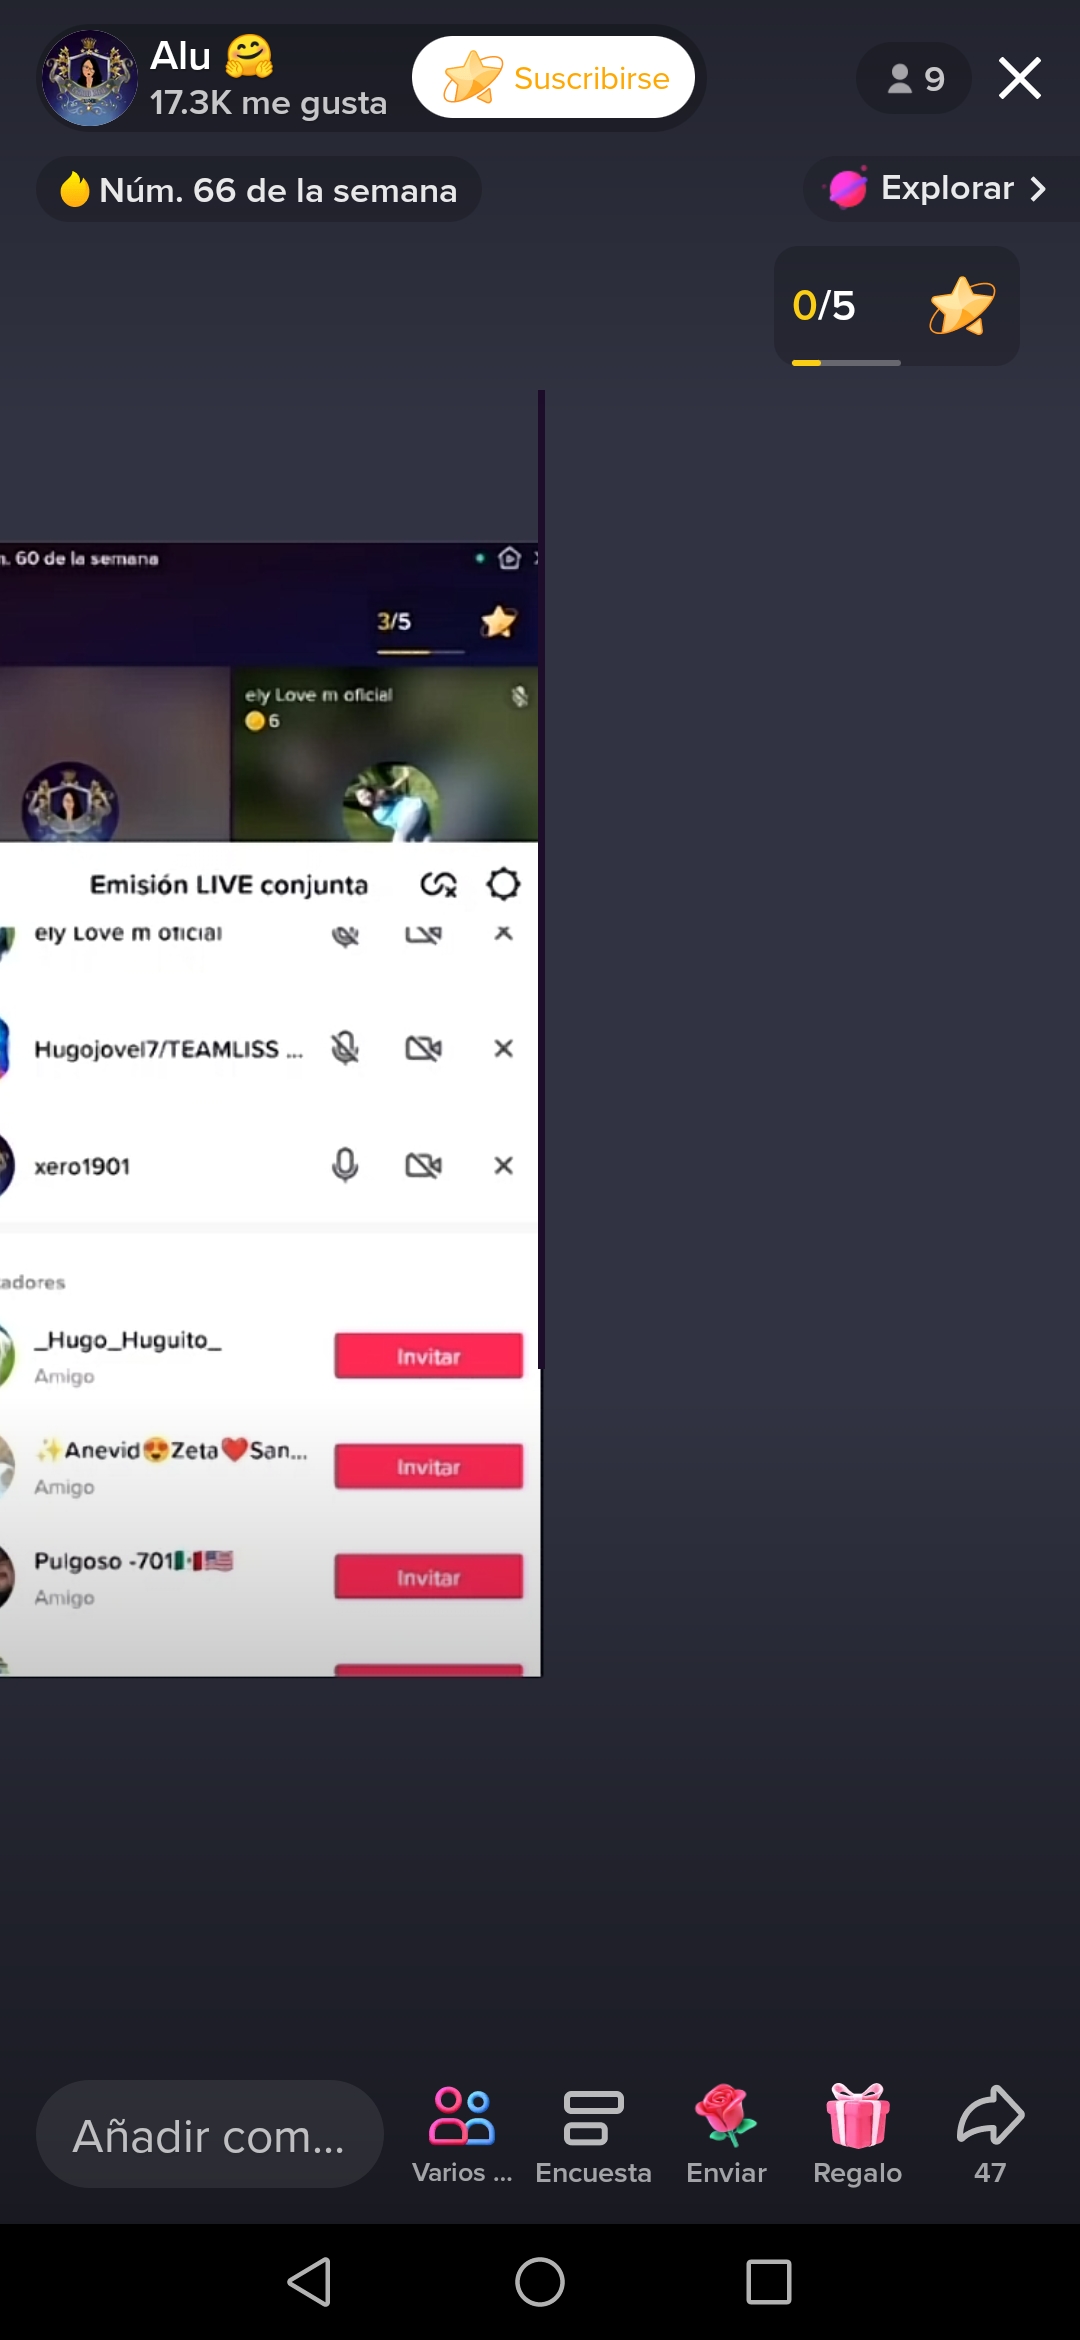 Alu 🤗
17.3K me gusta
Suscribirse
9
Núm. 66 de la semana
Explorar
0/5
60 de la semana
3/5
ely Love m oficial
6
Emisión LIVE conjunta
ely Love m oficial
Hugojovel7/TEAMLISS ...
xero1901
adores
_Hugo_Huguito_
Amigo
Invitar
✨Anevid😍Zeta❤️San...
Amigo
Invitar
Pulgoso -701🇲🇽🇺🇸
Amigo
Invitar
Añadir com...
Varios ...
Encuesta
Enviar
Regalo
47